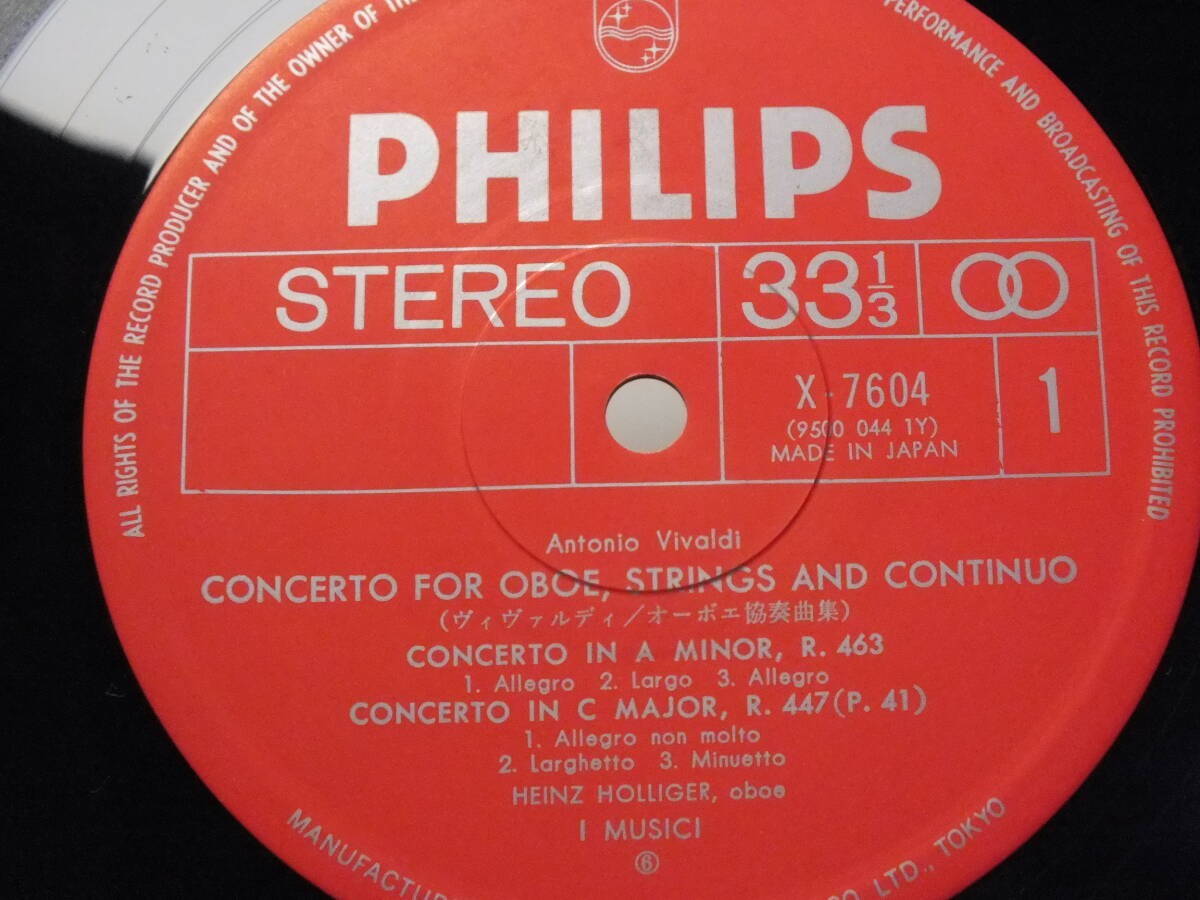 ALL RIGHTS OF THE RECORD PRODUCER AND OF THE OWNER OF THE
PERFORMANCE AND BROADCASTING OF THIS RECORD PROHIBITED
PHILIPS
STEREO 33 1/3
X-7604 1
(9500 044 1Y)
MADE IN JAPAN
Antonio Vivaldi
CONCERTO FOR OBOE, STRINGS AND CONTINUO
(ヴィヴァルディ/オーボエ協奏曲集)
CONCERTO IN A MINOR, R. 463
1. Allegro 2. Largo 3. Allegro
CONCERTO IN C MAJOR, R. 447 (P. 41)
1. Allegro non molto
2. Larghetto 3. Minuetto
HEINZ HOLLIGER, oboe
I MUSICI
⑥
MANUFACTUR
CO., LTD., TOKYO